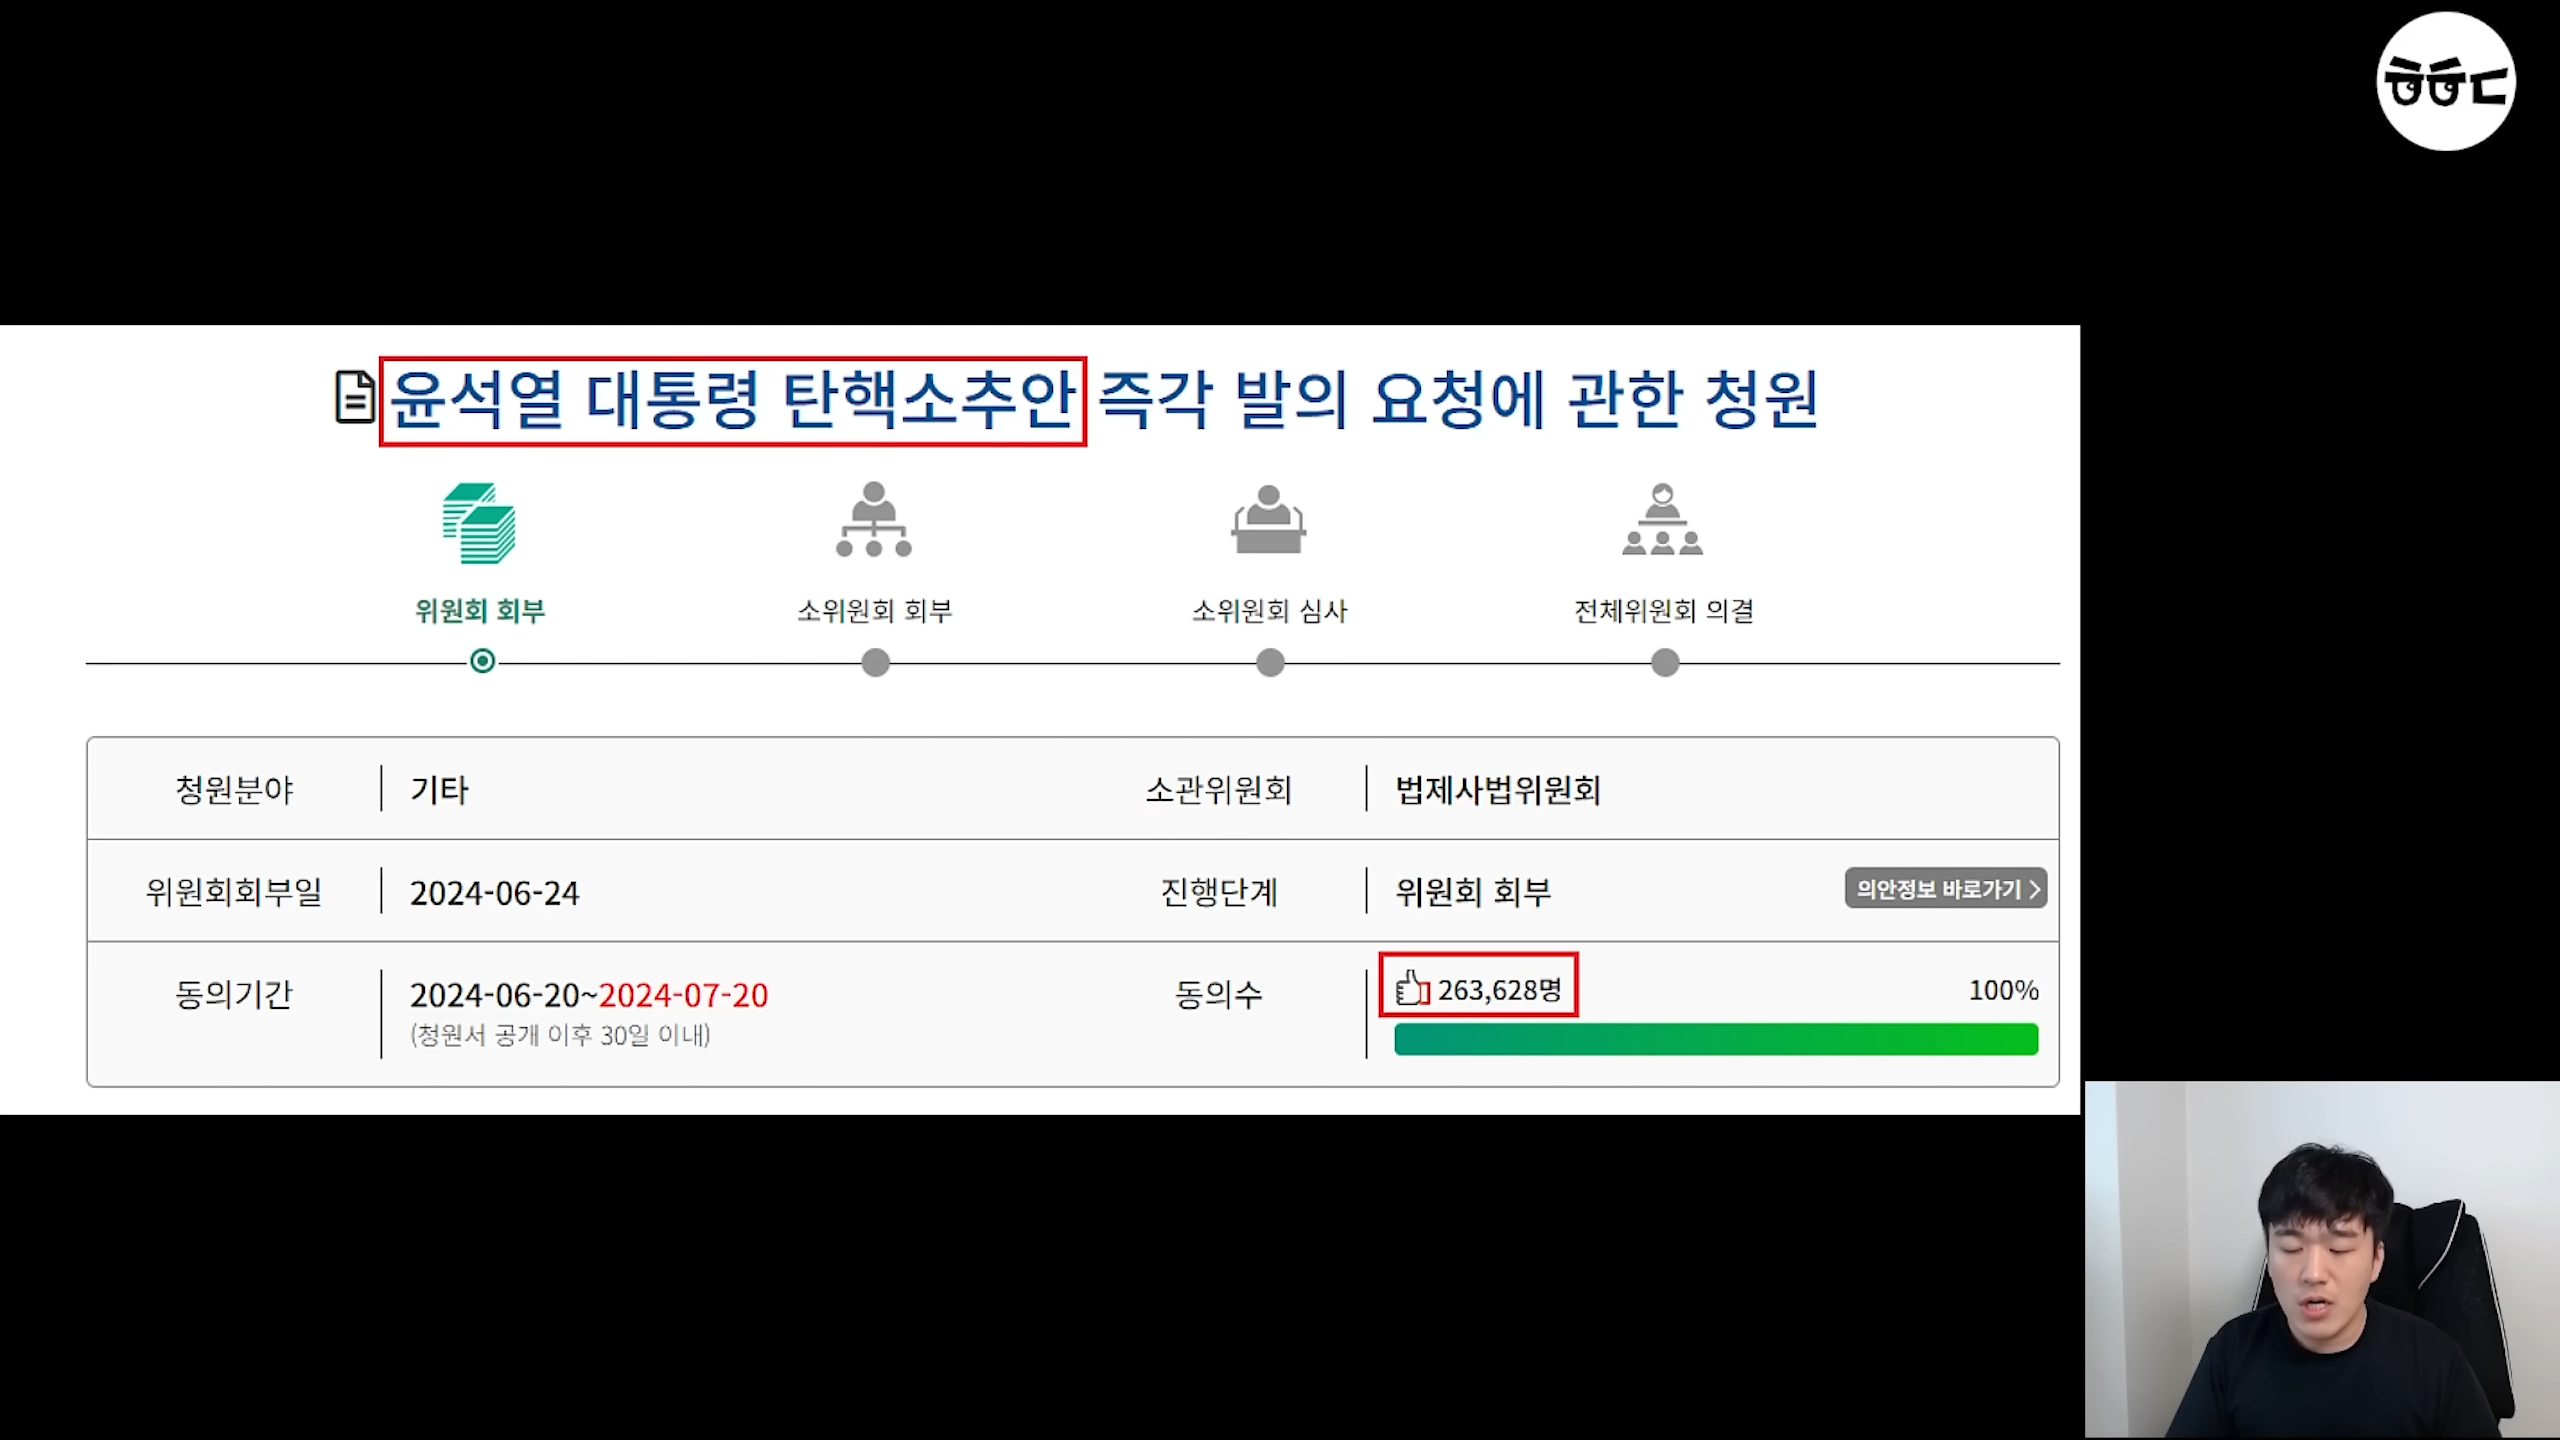 ㅎㅎㄷ
윤석열 대통령 탄핵소추안 즉각 발의 요청에 관한 청원
위원회 회부
소위원회 회부
소위원회 심사
전체위원회 의결
청원분야 기타 소관위원회 법제사법위원회
위원회회부일 2024-06-24 진행단계 위원회 회부 의안정보 바로가기 >
동의기간 2024-06-20~2024-07-20 동의수 263,628명 100%
(청원서 공개 이후 30일 이내)